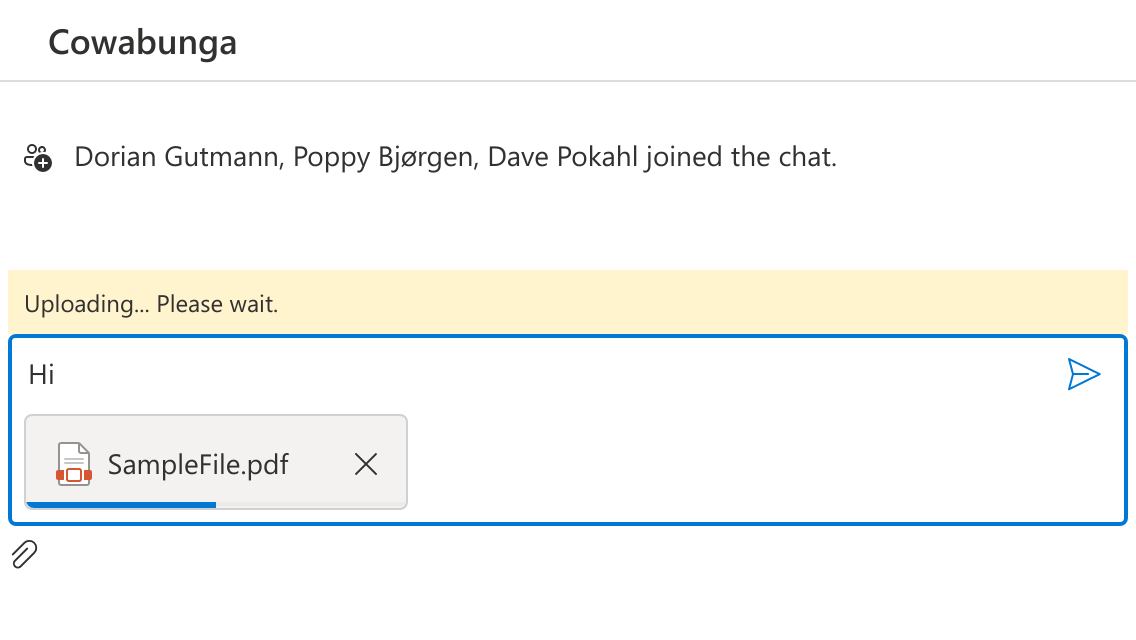 Cowabunga
Dorian Gutmann, Poppy Bjørgen, Dave Pokahl joined the chat.
Uploading... Please wait.
Hi
SampleFile.pdf